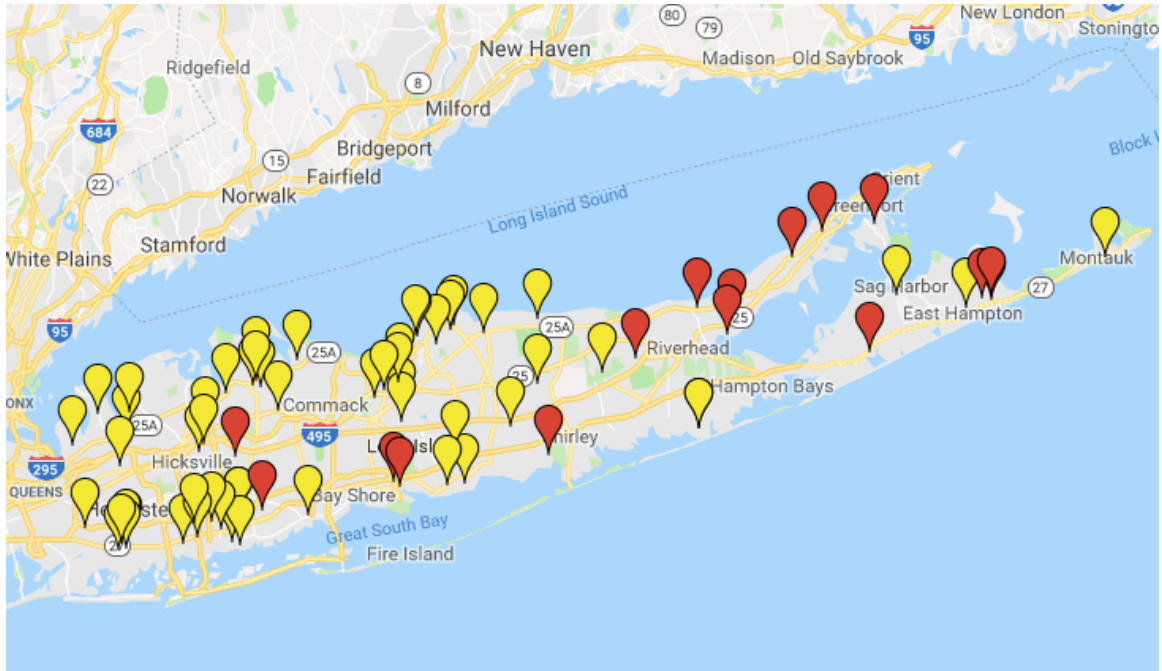 80
New London
79
95
Stonington
New Haven
Madison
Old Saybrook
Ridgefield
8
Milford
684
15
Bridgeport
22
Fairfield
Norwalk
Block
Long Island Sound
Orient
Stamford
White Plains
Montauk
Sag Harbor
27
East Hampton
95
25A
25
25A
Riverhead
25
Hampton Bays
Commack
25A
495
Hicksville
295
QUEENS
Bay Shore
Great South Bay
Fire Island